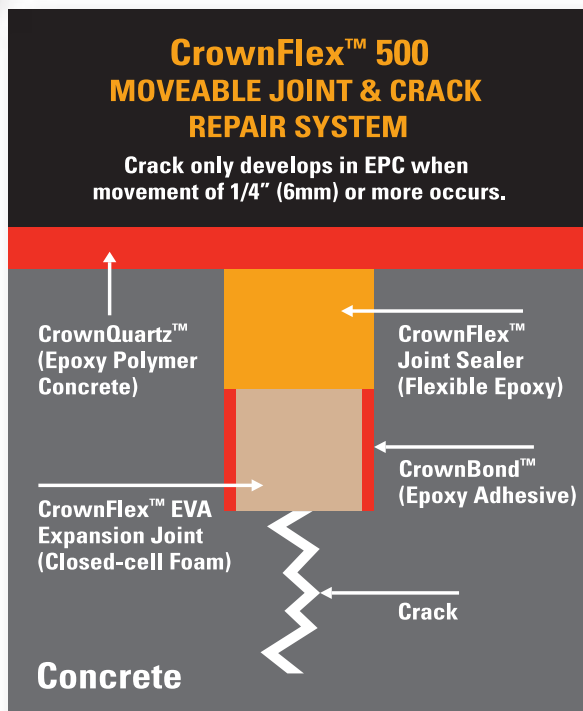 CrownFlex™ 500
MOVEABLE JOINT & CRACK
REPAIR SYSTEM
Crack only develops in EPC when
movement of 1/4" (6mm) or more occurs.
CrownQuartz™
(Epoxy Polymer
Concrete)
CrownFlex™
Joint Sealer
(Flexible Epoxy)
CrownBond™
(Epoxy Adhesive)
CrownFlex™ EVA
Expansion Joint
(Closed-cell Foam)
Crack
Concrete